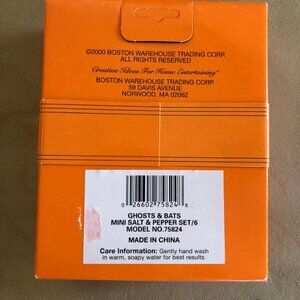 ©2000 BOSTON WAREHOUSE TRADING CORP.
ALL RIGHTS RESERVED
Creative Ideas For Home Entertaining™
BOSTON WAREHOUSE TRADING CORP.
59 DAVIS AVENUE
NORWOOD, MA 02062
0 26602 75824 8
GHOSTS & BATS
MINI SALT & PEPPER SET/6
MODEL NO.75824
MADE IN CHINA
Care Information: Gently hand wash
in warm, soapy water for best results.